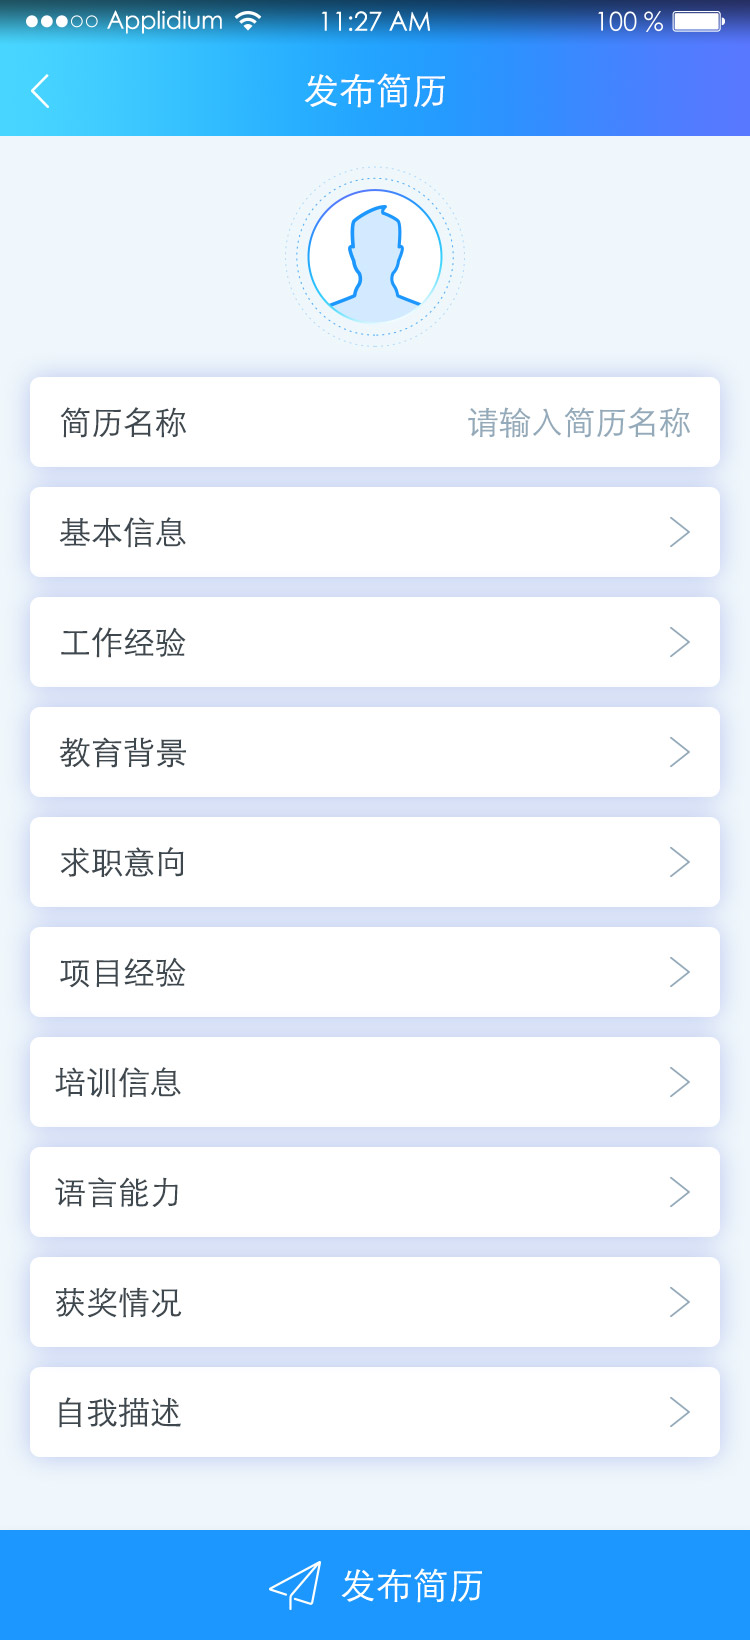 Applidium 11:27 AM 100 %
发布简历
简历名称 请输入简历名称
基本信息
工作经验
教育背景
求职意向
项目经验
培训信息
语言能力
获奖情况
自我描述
发布简历